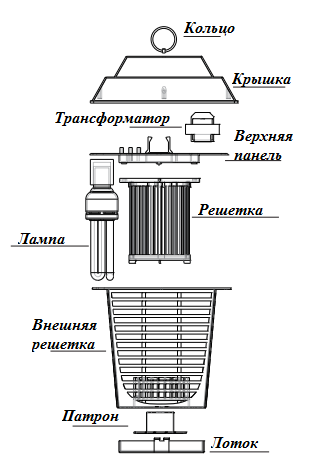 Кольцо
Крышка
Трансформатор
Верхняя
панель
Решетка
Лампа
Внешняя
решетка
Патрон
Лоток